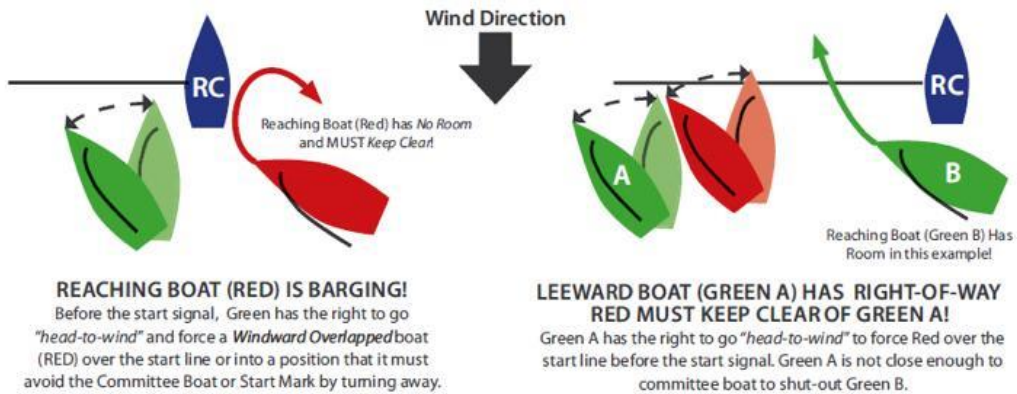 Wind Direction
RC
Reaching Boat (Red) has No Room
and MUST Keep Clear!
REACHING BOAT (RED) IS BARGING!
Before the start signal, Green has the right to go
"head-to-wind" and force a Windward Overlapped boat
(RED) over the start line or into a position that it must
avoid the Committee Boat or Start Mark by turning away.
RC
A
B
Reaching Boat (Green B) Has
Room in this example!
LEEWARD BOAT (GREEN A) HAS RIGHT-OF-WAY
RED MUST KEEP CLEAR OF GREEN A!
Green A has the right to go "head-to-wind" to force Red over the
start line before the start signal. Green A is not close enough to
committee boat to shut-out Green B.